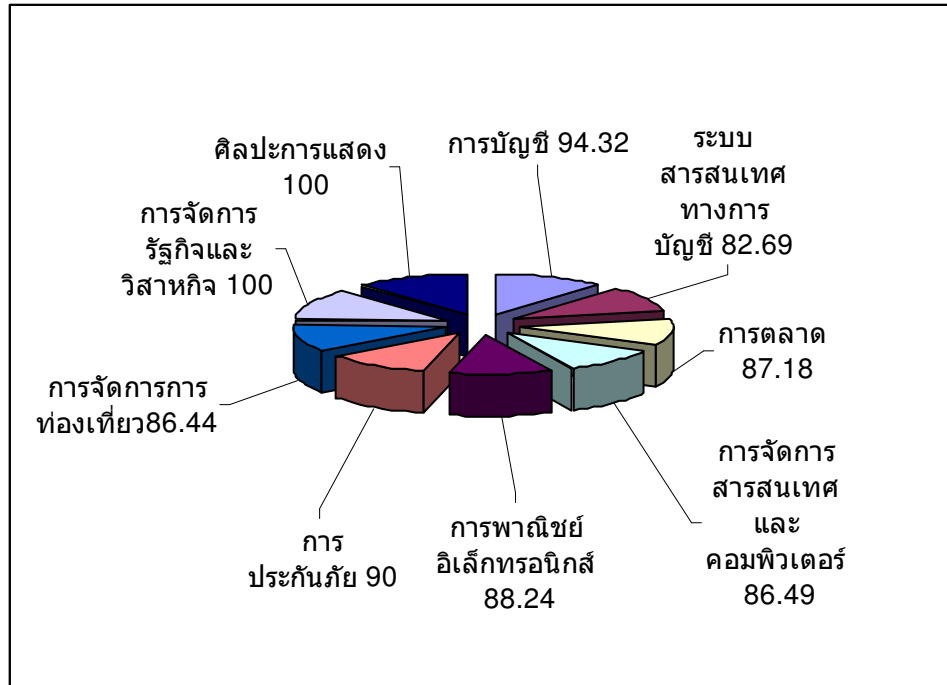 การบัญชี 94.32
ระบบ
สารสนเทศ
ทางการ
บัญชี 82.69
การตลาด
87.18
การจัดการ
สารสนเทศ
และ
คอมพิวเตอร์
86.49
การพาณิชย์
อิเล็กทรอนิกส์
88.24
การ
ประกันภัย 90
การจัดการการ
ท่องเที่ยว86.44
การจัดการ
รัฐกิจและ
วิสาหกิจ 100
ศิลปะการแสดง
100